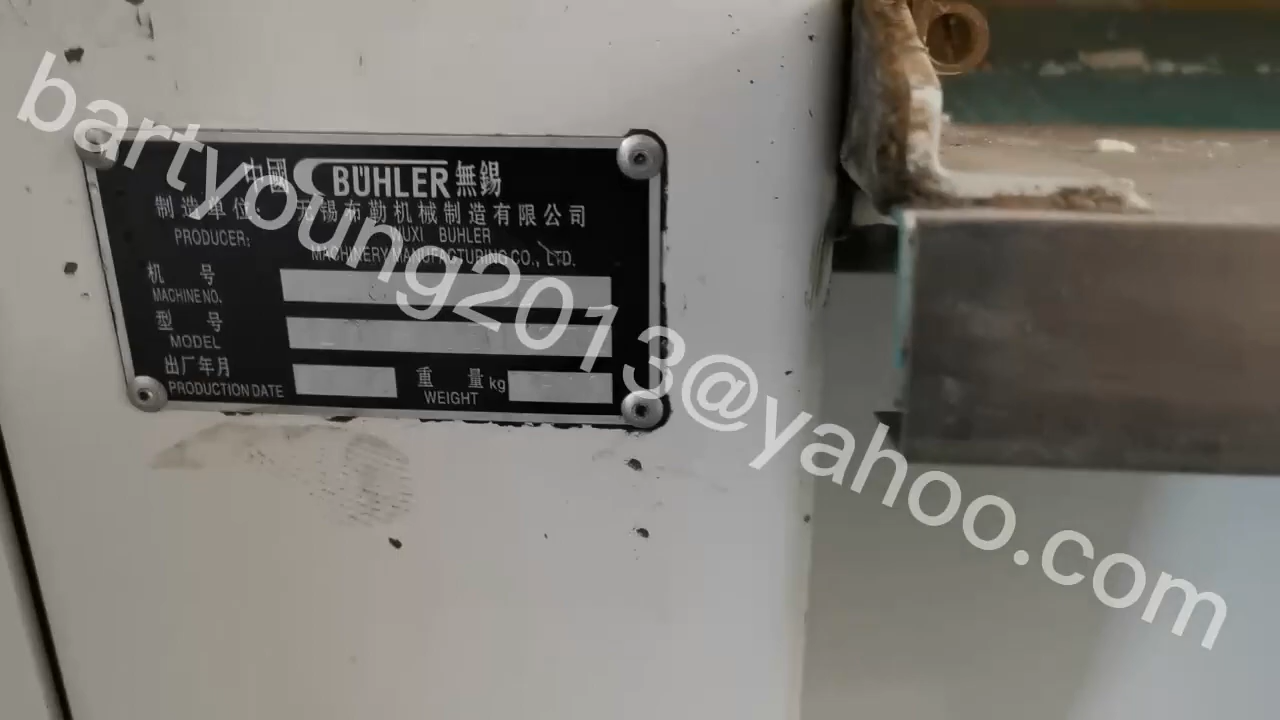 中國 BÜHLER 無錫
制造单位: 无锡布勒机械制造有限公司
PRODUCER: WUXI BUHLER
MACHINERY MANUFACTURING CO., LTD.
机 号
MACHINE NO.
型 号
MODEL
出厂年月 重 量 kg
PRODUCTION DATE WEIGHT
bartyoung2013@yahoo.com